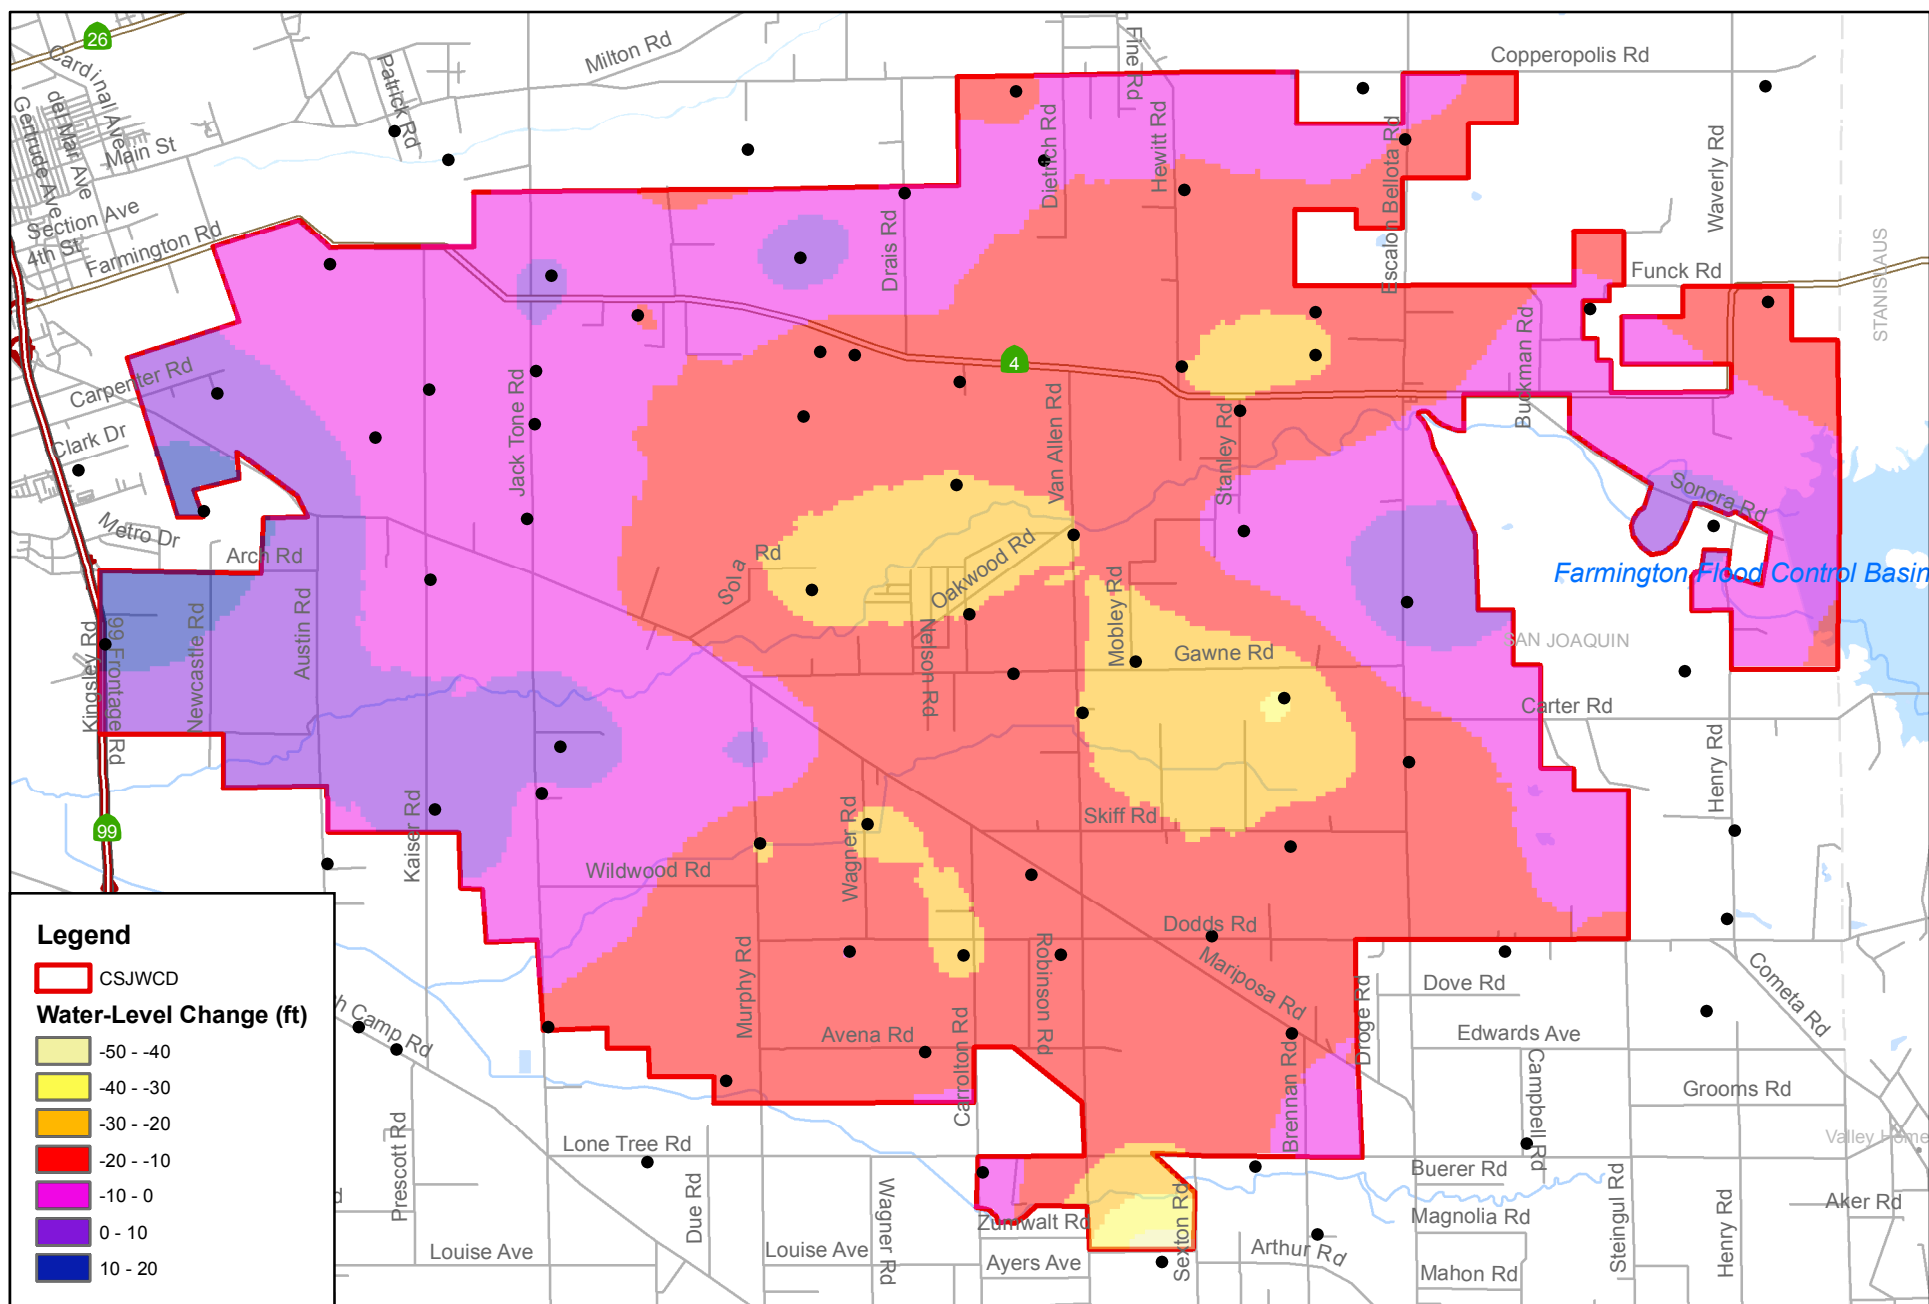 26
Cardinal Ave
del Mar Ave
Gertrude Ave
Main St
Section Ave
4th St
Farmington Rd
Patrick Rd
Milton Rd
Fine Rd
Copperopolis Rd
Dietrich Rd
Hewitt Rd
Escalon Bellota Rd
Waverly Rd
Drais Rd
Funck Rd
STANISLAUS
Carpenter Rd
Clark Dr
Jack Tone Rd
4
Van Allen Rd
Stanley Rd
Buckman Rd
Sonora Rd
Metro Dr
Arch Rd
Sola Rd
Oakwood Rd
Farmington Flood Control Basin
Kingsley Rd
99 Frontage Rd
Newcastle Rd
Austin Rd
Nelson Rd
Mobley Rd
Gawne Rd
SAN JOAQUIN
Carter Rd
Henry Rd
99
Kaiser Rd
Wildwood Rd
Wagner Rd
Skiff Rd
Dodds Rd
Mariposa Rd
Murphy Rd
Robinson Rd
Avena Rd
Carrolton Rd
Brennan Rd
Droge Rd
Dove Rd
Edwards Ave
Cometa Rd
Campbell Rd
Grooms Rd
Valley Home
h Camp Rd
Prescott Rd
Lone Tree Rd
Due Rd
Wagner Rd
Louise Ave
Louise Ave
Zumwalt Rd
Ayers Ave
Sexton Rd
Arthur Rd
Buerer Rd
Magnolia Rd
Mahon Rd
Steingul Rd
Henry Rd
Aker Rd
d
Legend
CSJWCD
Water-Level Change (ft)
-50 - -40
-40 - -30
-30 - -20
-20 - -10
-10 - 0
0 - 10
10 - 20